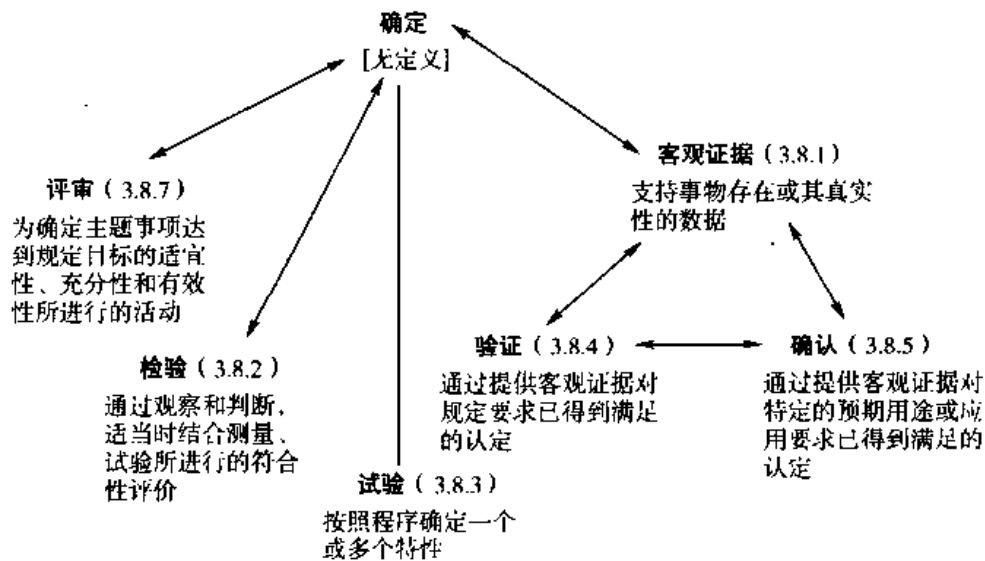 确定
[无定义]
客观证据（3.8.1）
支持事物存在或其真实
性的数据
评审（3.8.7）
为确定主题事项达
到规定目标的适宜
性、充分性和有效
性所进行的活动
检验（3.8.2）
通过观察和判断，
适当时结合测量、
试验所进行的符合
性评价
试验（3.8.3）
按照程序确定一个
或多个特性
验证（3.8.4）
通过提供客观证据对
规定要求已得到满足
的认定
确认（3.8.5）
通过提供客观证据对
特定的预期用途或应
用要求已得到满足的
认定